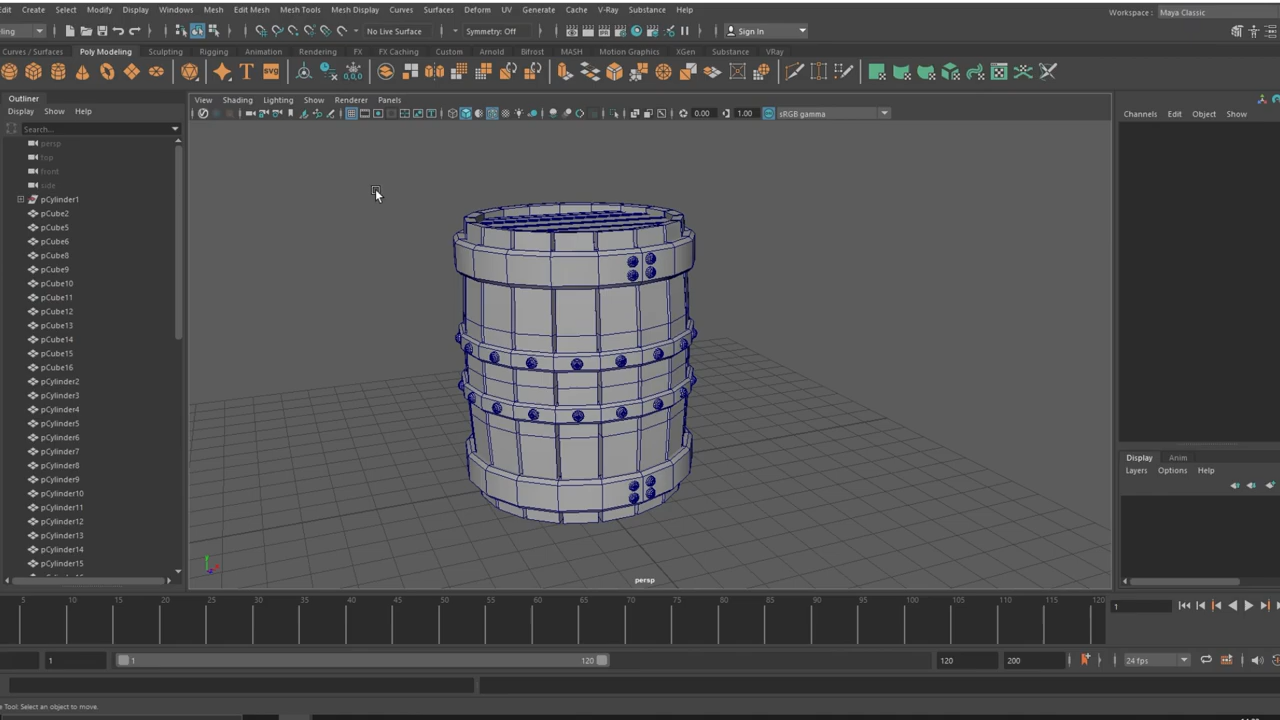 Edit Create Select Modify Display Windows Mesh Edit Mesh Mesh Tools Mesh Display Curves Surfaces Deform UV Generate Cache V-Ray Substance Help
Workspace : Maya Classic
No Live Surface Symmetry: Off Sign In
Curves / Surfaces Poly Modeling Sculpting Rigging Animation Rendering FX FX Caching Custom Arnold Bifrost MASH Motion Graphics XGen Substance VRay
Outliner
Display Show Help
Search...
persp
top
front
side
pCylinder1
pCube2
pCube5
pCube6
pCube8
pCube9
pCube10
pCube11
pCube12
pCube13
pCube14
pCube15
pCube16
pCylinder2
pCylinder3
pCylinder4
pCylinder5
pCylinder6
pCylinder7
pCylinder8
pCylinder9
pCylinder10
pCylinder11
pCylinder12
pCylinder13
pCylinder14
pCylinder15
View Shading Lighting Show Renderer Panels
0.00 1.00 sRGB gamma
persp
Channels Edit Object Show
Display Anim
Layers Options Help
5 10 15 20 25 30 35 40 45 50 55 60 65 70 75 80 85 90 95 100 105 110 115 120
1
1 1 120 120 200 24 fps
Tool: Select an object to move.